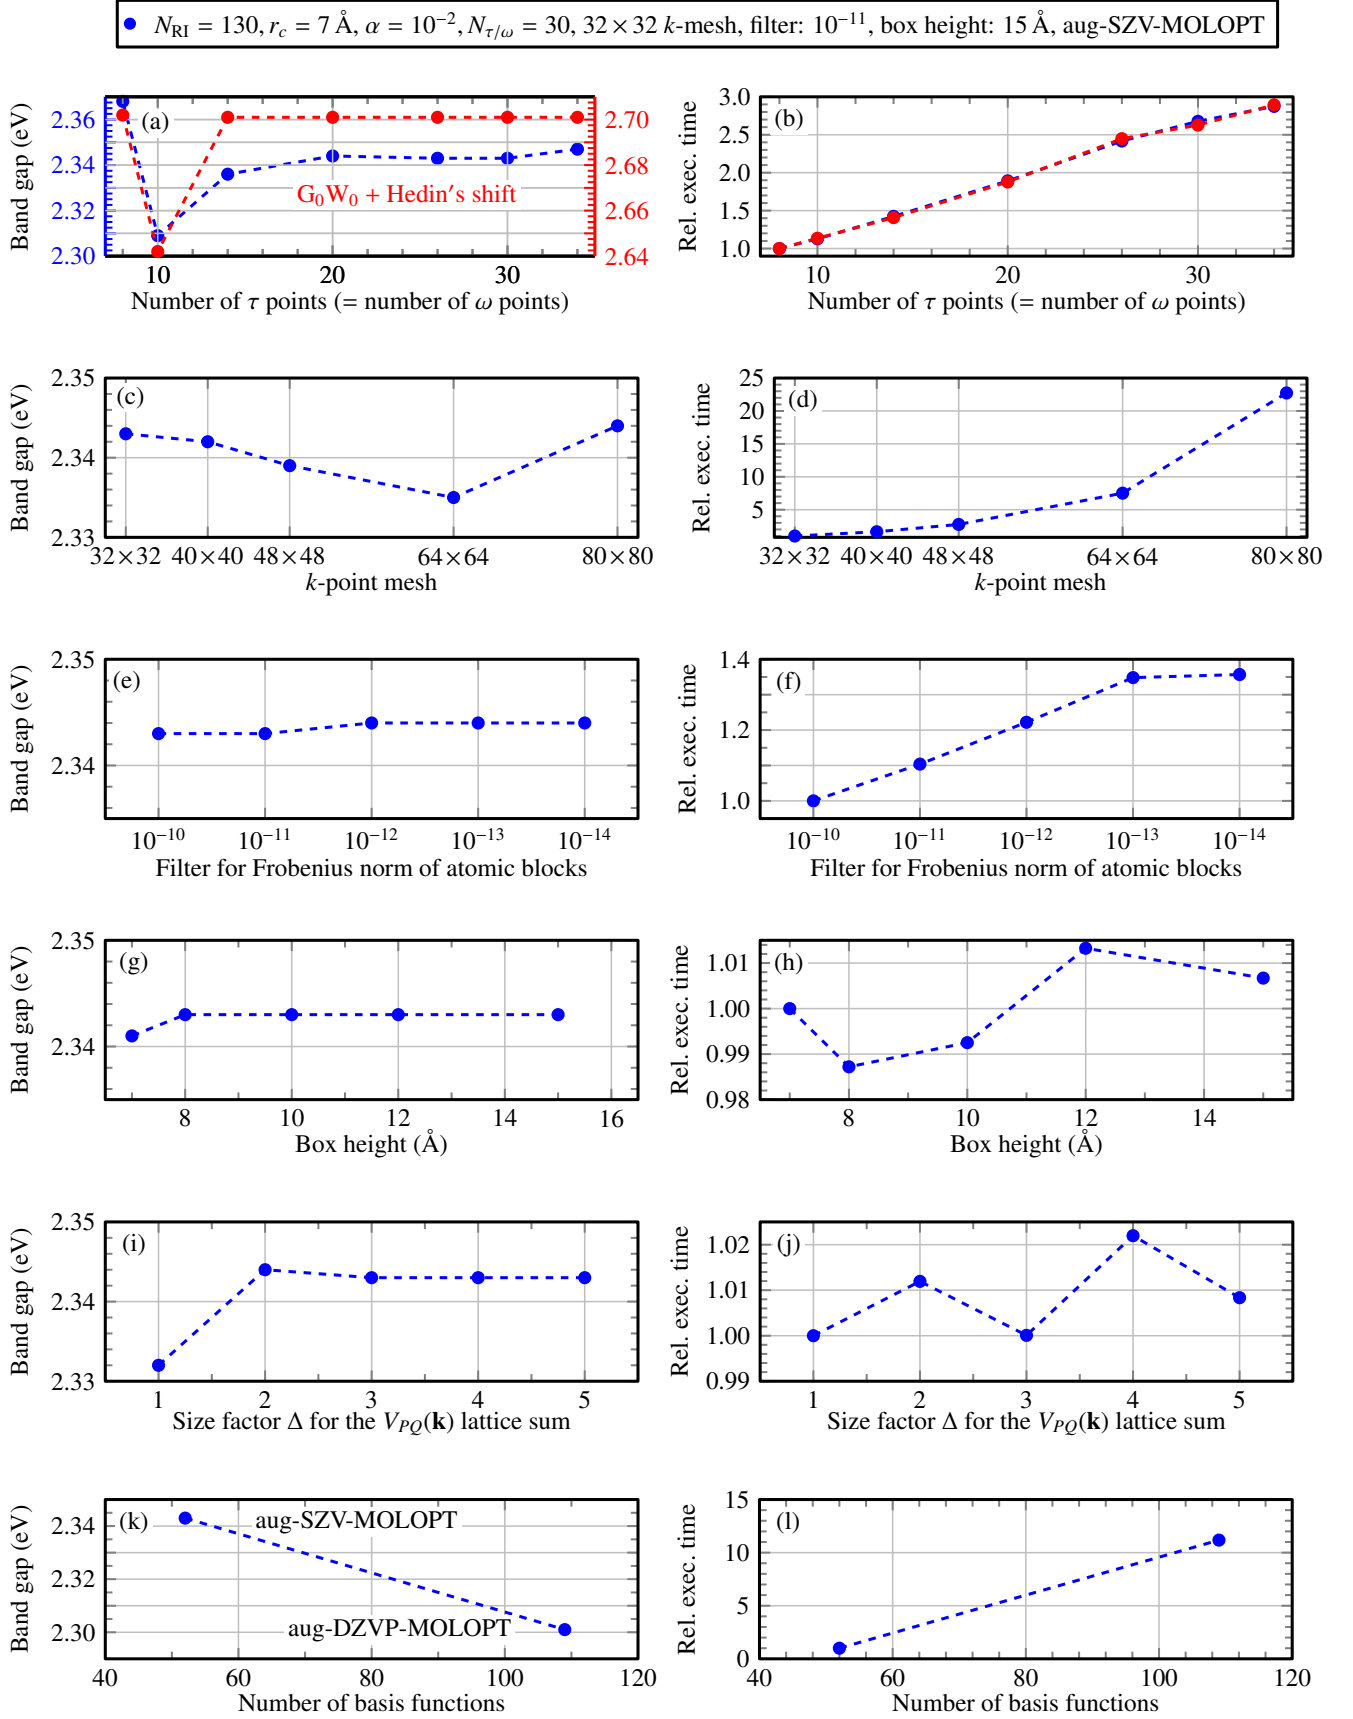 N_RI = 130, r_c = 7 Å, α = 10⁻², N_τ/ω = 30, 32 × 32 k-mesh, filter: 10⁻¹¹, box height: 15 Å, aug-SZV-MOLOPT
(a)
Band gap (eV)
2.36
2.34
2.32
2.30
2.70
2.68
2.66
2.64
G₀W₀ + Hedin′s shift
10 20 30
Number of τ points (= number of ω points)
(b)
Rel. exec. time
3.0
2.5
2.0
1.5
1.0
10 20 30
Number of τ points (= number of ω points)
(c)
Band gap (eV)
2.35
2.34
2.33
32×32 40×40 48×48 64×64 80×80
k-point mesh
(d)
Rel. exec. time
25
20
15
10
5
32×32 40×40 48×48 64×64 80×80
k-point mesh
(e)
Band gap (eV)
2.35
2.34
10⁻¹⁰ 10⁻¹¹ 10⁻¹² 10⁻¹³ 10⁻¹⁴
Filter for Frobenius norm of atomic blocks
(f)
Rel. exec. time
1.4
1.2
1.0
10⁻¹⁰ 10⁻¹¹ 10⁻¹² 10⁻¹³ 10⁻¹⁴
Filter for Frobenius norm of atomic blocks
(g)
Band gap (eV)
2.35
2.34
8 10 12 14 16
Box height (Å)
(h)
Rel. exec. time
1.01
1.00
0.99
0.98
8 10 12 14
Box height (Å)
(i)
Band gap (eV)
2.35
2.34
2.33
1 2 3 4 5
Size factor Δ for the V_PQ(k) lattice sum
(j)
Rel. exec. time
1.02
1.01
1.00
0.99
1 2 3 4 5
Size factor Δ for the V_PQ(k) lattice sum
(k)
Band gap (eV)
2.34
2.32
2.30
aug-SZV-MOLOPT
aug-DZVP-MOLOPT
40 60 80 100 120
Number of basis functions
(l)
Rel. exec. time
15
10
5
0
40 60 80 100 120
Number of basis functions